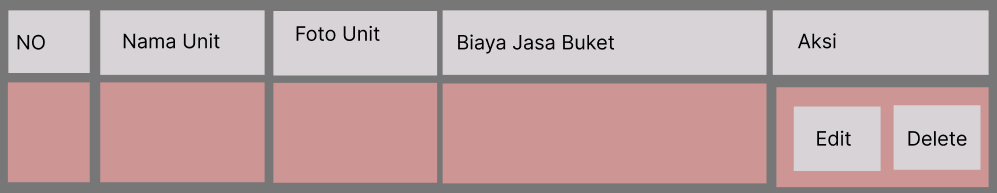 NO Nama Unit Foto Unit Biaya Jasa Buket Aksi
Edit Delete